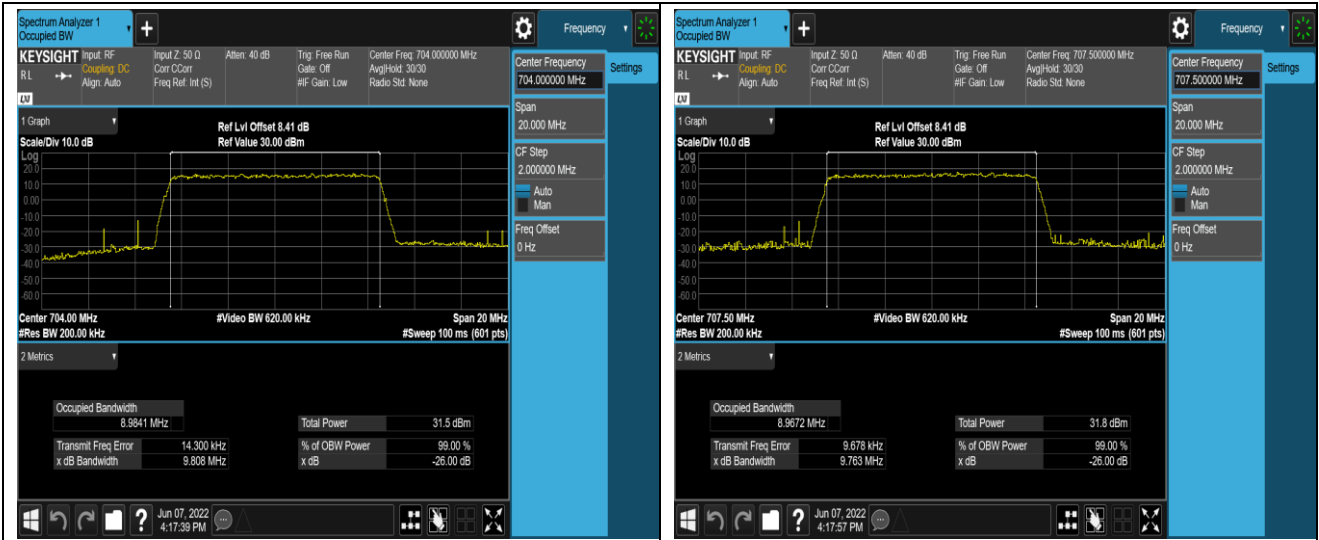 Spectrum Analyzer 1
Occupied BW
+
KEYSIGHT
Input: RF
Coupling: DC
Align: Auto
Input Z: 50 Ω
Corr CCorr
Freq Ref: Int (S)
Atten: 40 dB
Trig: Free Run
Gate: Off
#IF Gain: Low
Center Freq: 704.000000 MHz
Avg|Hold: 30/30
Radio Std: None
R L
LXI
1 Graph
Scale/Div 10.0 dB
Ref Lvl Offset 8.41 dB
Ref Value 30.00 dBm
Log
20.0
10.0
0.00
-10.0
-20.0
-30.0
-40.0
-50.0
-60.0
Center 704.00 MHz
#Res BW 200.00 kHz
#Video BW 620.00 kHz
Span 20 MHz
#Sweep 100 ms (601 pts)
2 Metrics
Occupied Bandwidth
8.9841 MHz
Total Power 31.5 dBm
Transmit Freq Error 14.300 kHz
% of OBW Power 99.00 %
x dB Bandwidth 9.808 MHz
x dB -26.00 dB
?
Jun 07, 2022
4:17:39 PM
Frequency
Settings
Center Frequency
704.000000 MHz
Span
20.000 MHz
CF Step
2.000000 MHz
Auto
Man
Freq Offset
0 Hz
Spectrum Analyzer 1
Occupied BW
+
KEYSIGHT
Input: RF
Coupling: DC
Align: Auto
Input Z: 50 Ω
Corr CCorr
Freq Ref: Int (S)
Atten: 40 dB
Trig: Free Run
Gate: Off
#IF Gain: Low
Center Freq: 707.500000 MHz
Avg|Hold: 30/30
Radio Std: None
R L
LXI
1 Graph
Scale/Div 10.0 dB
Ref Lvl Offset 8.41 dB
Ref Value 30.00 dBm
Log
20.0
10.0
0.00
-10.0
-20.0
-30.0
-40.0
-50.0
-60.0
Center 707.50 MHz
#Res BW 200.00 kHz
#Video BW 620.00 kHz
Span 20 MHz
#Sweep 100 ms (601 pts)
2 Metrics
Occupied Bandwidth
8.9672 MHz
Total Power 31.8 dBm
Transmit Freq Error 9.678 kHz
% of OBW Power 99.00 %
x dB Bandwidth 9.763 MHz
x dB -26.00 dB
?
Jun 07, 2022
4:17:57 PM
Frequency
Settings
Center Frequency
707.500000 MHz
Span
20.000 MHz
CF Step
2.000000 MHz
Auto
Man
Freq Offset
0 Hz